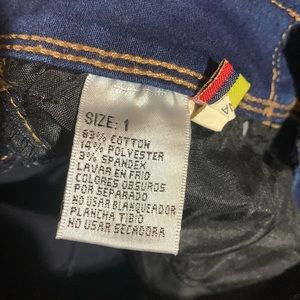 SIZE: 1
83% COTTON
14% POLYESTER
3% SPANDEX
LAVAR EN FRIO
COLORES OBSUROS
POR SEPARADO
NO USAR BLANQUEADOR
PLANCHA TIBIO
NO USAR SECADORA